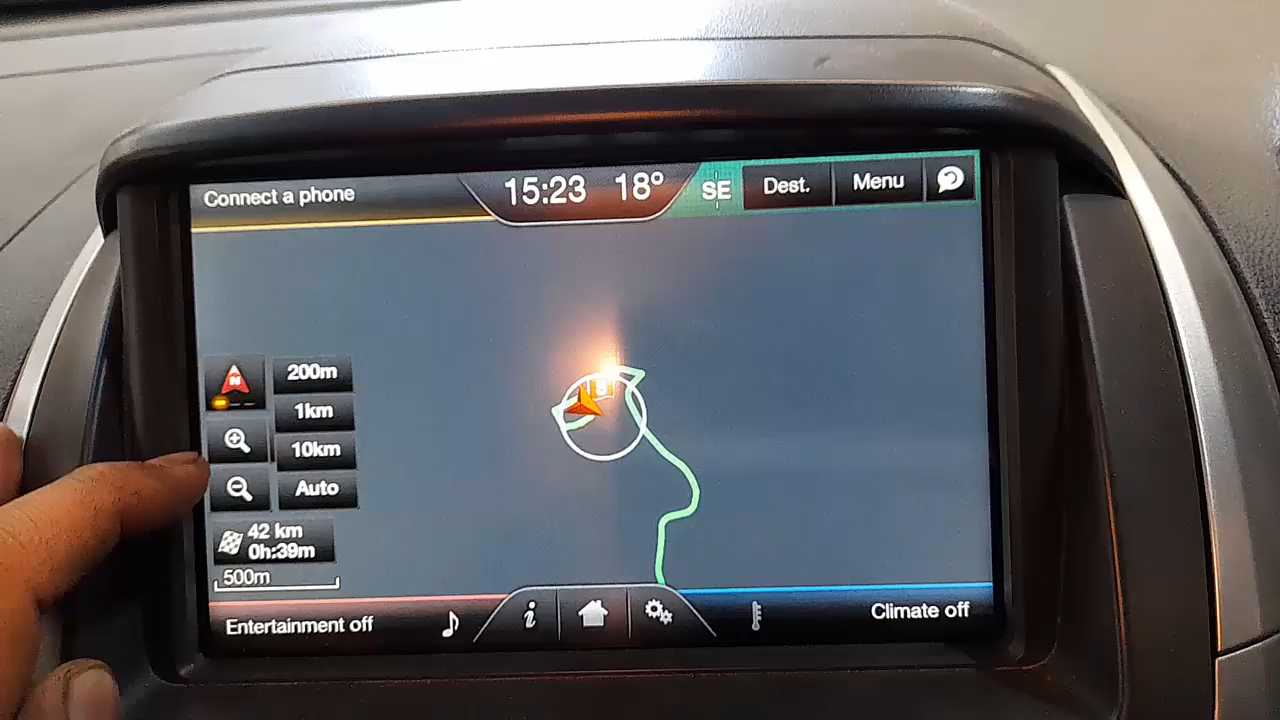 Connect a phone
15:23 18°
SE
Dest.
Menu
N
200m
1km
10km
Auto
42 km
0h:39m
500m
Entertainment off
i
Climate off